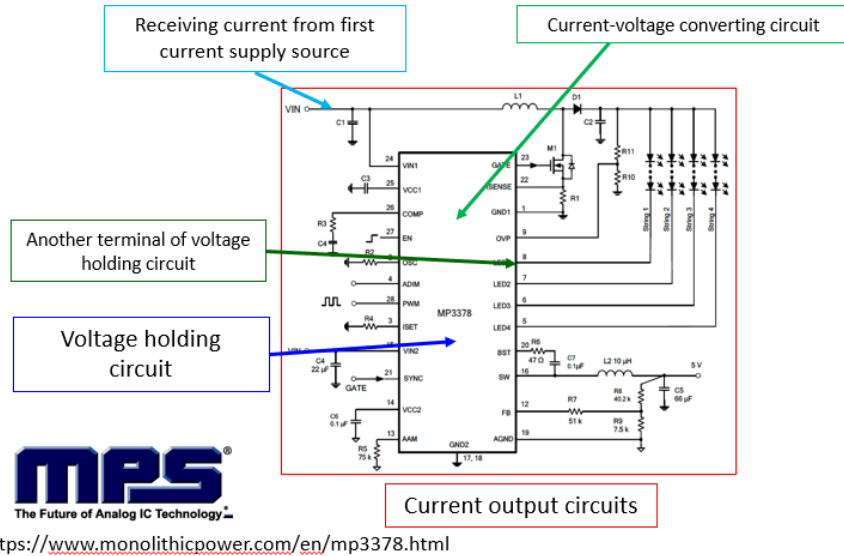 Receiving current from first
current supply source
Current-voltage converting circuit
L1
D1
VIN
C1
C2
M1
R11
R10
24
VIN1
GATE
23
C3
25
VCC1
ISENSE
22
R1
26
COMP
GND1
1
R3
C4
27
EN
OVP
9
String 1
String 2
String 3
String 4
Another terminal of voltage
holding circuit
R2
OSC
8
4
ADIM
LED2
7
28
PWM
MP3378
LED3
6
R4
3
ISET
LED4
5
Voltage holding
circuit
VIN2
BST
20
R6
47 Ω
C7
0.1µF
L2 10 µH
5 V
C4
22 µF
SW
16
GATE
21
SYNC
R8
40.2 k
C5
66 µF
14
VCC2
FB
12
R7
51 k
C6
0.1 µF
R9
7.5 k
13
AAM
AGND
19
R5
75 k
GND2
17, 18
mps®
The Future of Analog IC Technology
Current output circuits
tps://www.monolithicpower.com/en/mp3378.html